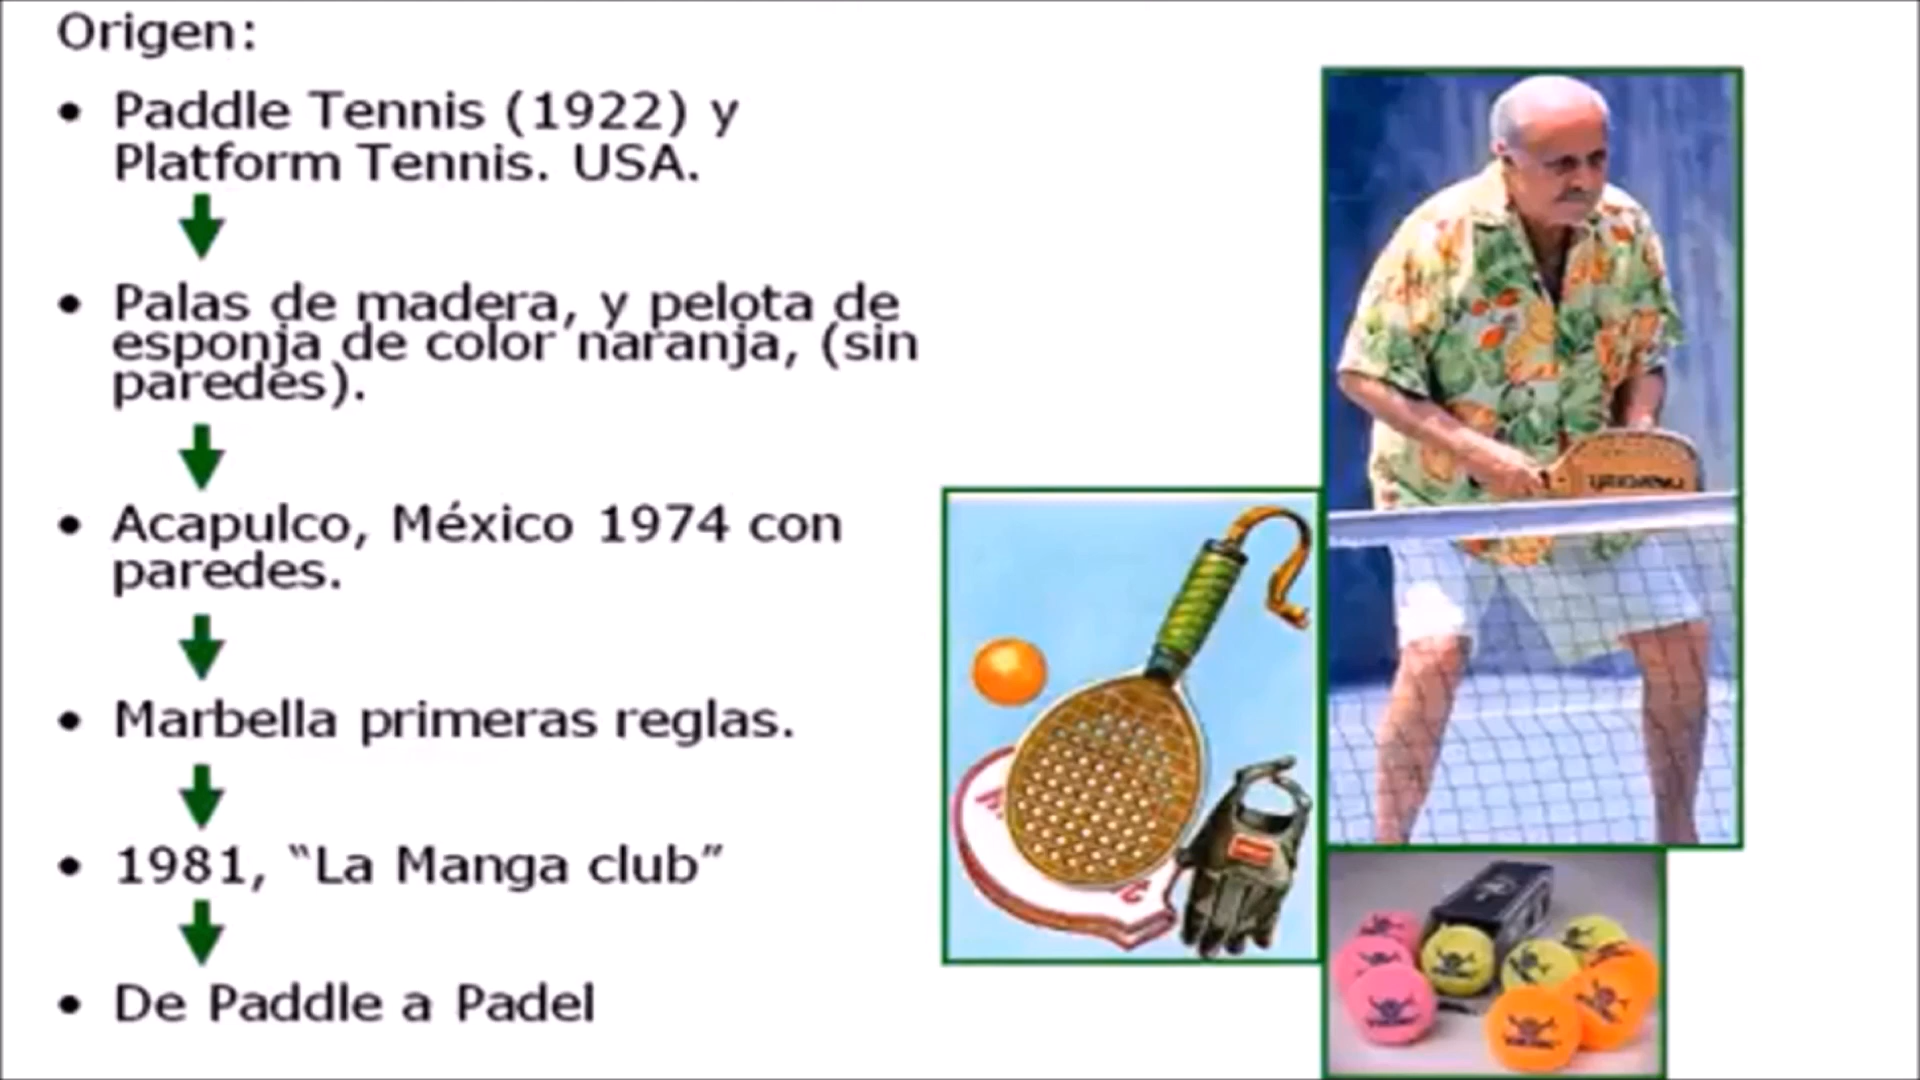 Origen:
• Paddle Tennis (1922) y
Platform Tennis. USA.
• Palas de madera, y pelota de
esponja de color naranja, (sin
paredes).
• Acapulco, México 1974 con
paredes.
• Marbella primeras reglas.
• 1981, “La Manga club”
• De Paddle a Padel